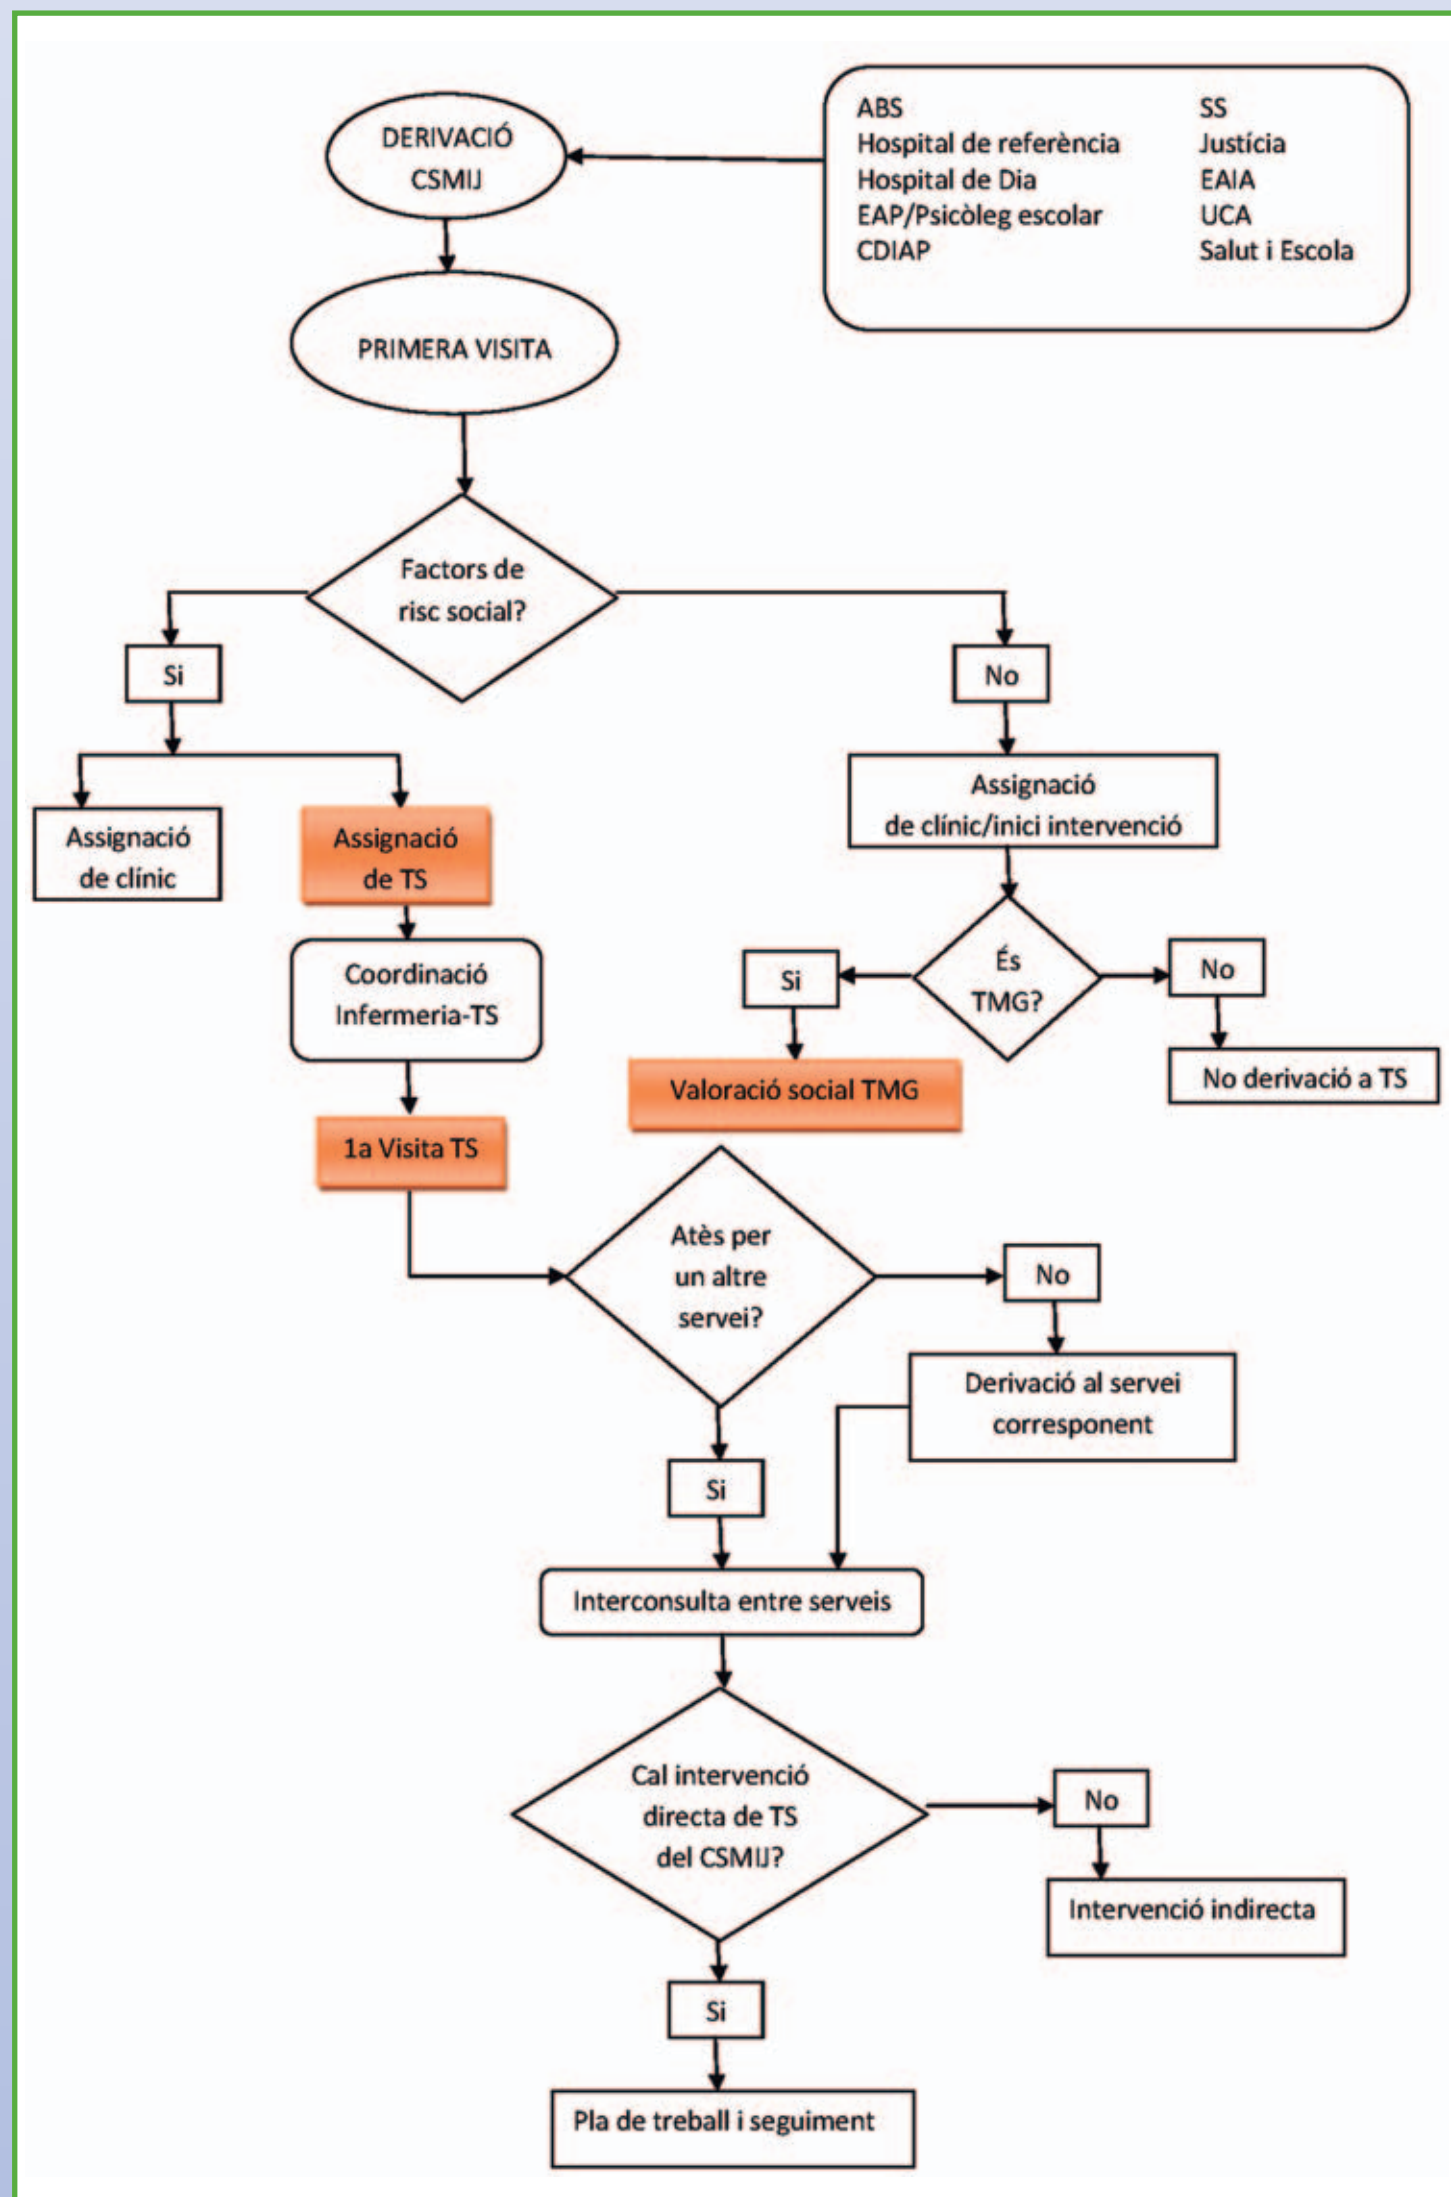 DERIVACIÓ
CSMIJ
ABS
Hospital de referència
Hospital de Dia
EAP/Psicòleg escolar
CDIAP
SS
Justícia
EAIA
UCA
Salut i Escola
PRIMERA VISITA
Factors de
risc social?
Si
No
Assignació
de clínic
Assignació
de TS
Assignació
de clínic/inici intervenció
Coordinació
Infermeria-TS
Si
És
TMG?
No
Valoració social TMG
No derivació a TS
1a Visita TS
Atès per
un altre
servei?
No
Derivació al servei
corresponent
Si
Interconsulta entre serveis
Cal intervenció
directa de TS
del CSMIJ?
No
Intervenció indirecta
Si
Pla de treball i seguiment